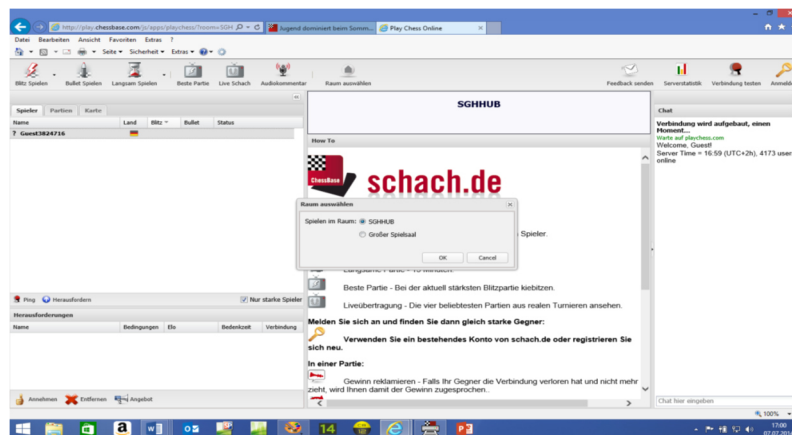 http://play.chessbase.com/js/apps/playchess/?room=SGH
Jugend dominiert beim Somm...
Play Chess Online
Datei Bearbeiten Ansicht Favoriten Extras ?
Seite Sicherheit Extras
Blitz Spielen Bullet Spielen Langsam Spielen Beste Partie Live Schach Audiokommentar Raum auswählen Feedback senden Serverstatistik Verbindung testen Anmelde
Spieler Partien Karte
Name Land Blitz Bullet Status
? Guest3824716
SGHHUB
How To
ChessBase
schach.de
Raum auswählen
Spielen im Raum: SGHHUB
Großer Spielsaal
OK Cancel
Spieler.
Beste Partie - Bei der aktuell stärksten Blitzpartie kiebitzen.
Liveübertragung - Die vier beliebtesten Partien aus realen Turnieren ansehen.
Melden Sie sich an und finden Sie dann gleich starke Gegner:
Verwenden Sie ein bestehendes Konto von schach.de oder registrieren Sie
sich neu.
In einer Partie:
Gewinn reklamieren - Falls Ihr Gegner die Verbindung verloren hat und nicht mehr
zieht, wird Ihnen damit der Gewinn zugesprochen..
Ping Herausfordern Nur starke Spieler
Herausforderungen
Name Bedingungen Elo Bedenkzeit Verbindung
Annehmen Entfernen Angebot
Chat
Verbindung wird aufgebaut, einen
Moment...
Warte auf playchess.com
Welcome, Guest!
Server Time = 16:59 (UTC+2h), 4173 user
online
Chat hier eingeben
100%
14
17:00